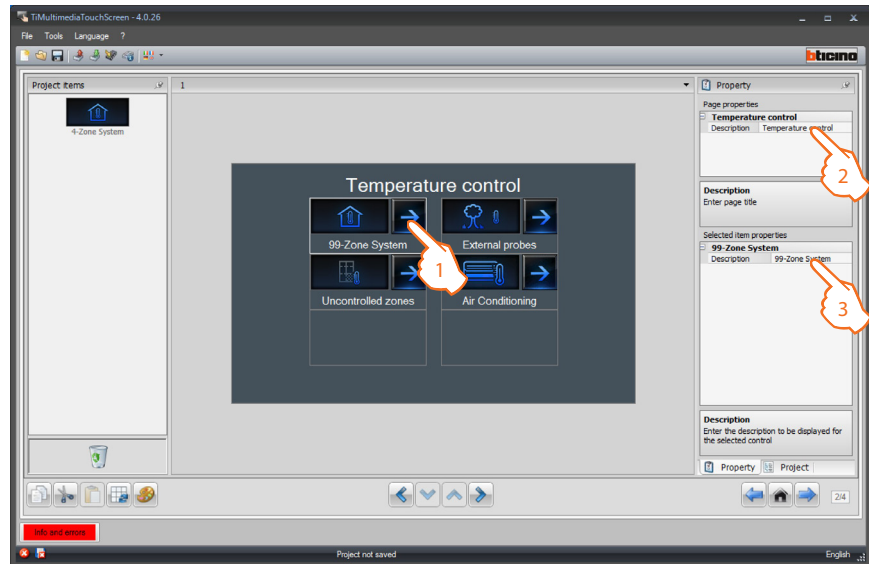 TiMultimediaTouchScreen - 4.0.26
File Tools Language ?
bticino
Project items
1
Property
4-Zone System
Page properties
Temperature control
Description Temperature control
2
Description
Enter page title
Temperature control
99-Zone System
External probes
1
Uncontrolled zones
Air Conditioning
Selected item properties
99-Zone System
Description 99-Zone System
3
Description
Enter the description to be displayed for
the selected control
Property Project
2/4
Info and errors
Project not saved
English